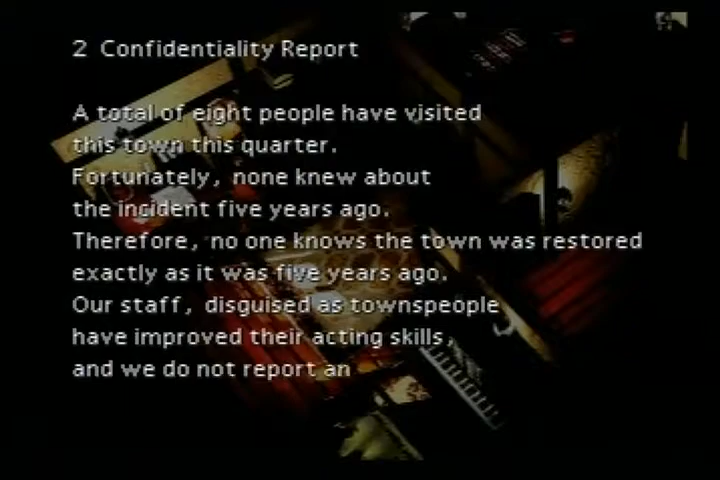 2 Confidentiality Report
A total of eight people have visited
this town this quarter.
Fortunately, none knew about
the incident five years ago.
Therefore, no one knows the town was restored
exactly as it was five years ago.
Our staff, disguised as townspeople
have improved their acting skills,
and we do not report an